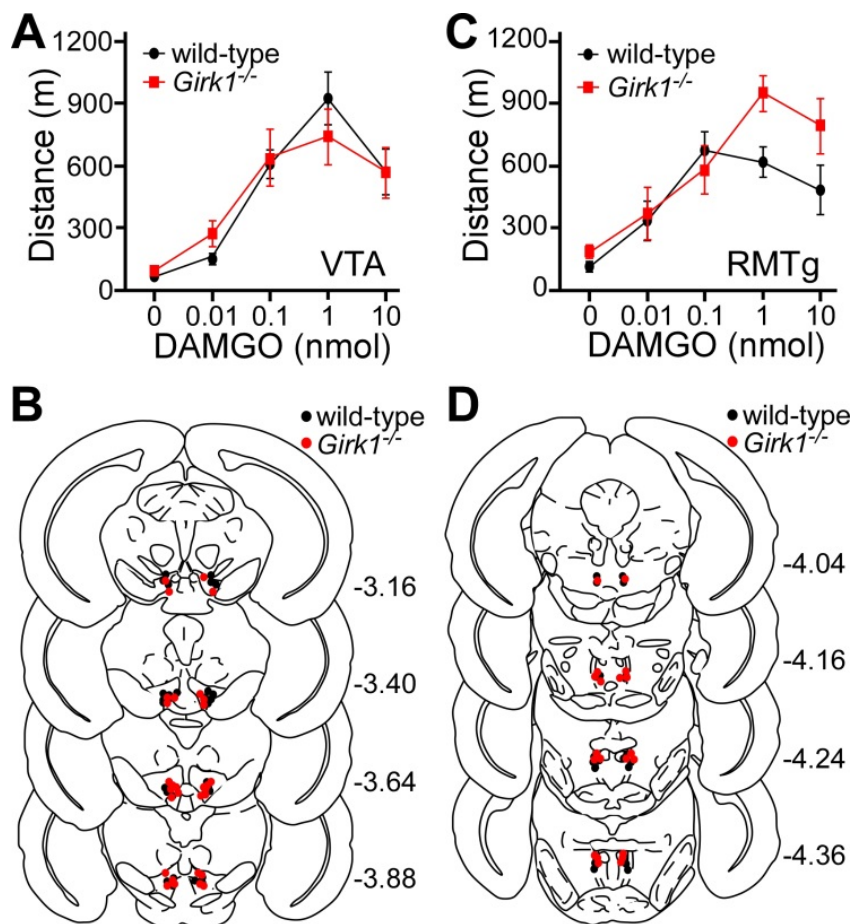 A
1200
900
600
300
0
Distance (m)
wild-type
Girk1-/-
VTA
0 0.01 0.1 1 10
DAMGO (nmol)
C
1200
900
600
300
0
Distance (m)
wild-type
Girk1-/-
RMTg
0 0.01 0.1 1 10
DAMGO (nmol)
B
wild-type
Girk1-/-
-3.16
-3.40
-3.64
-3.88
D
wild-type
Girk1-/-
-4.04
-4.16
-4.24
-4.36